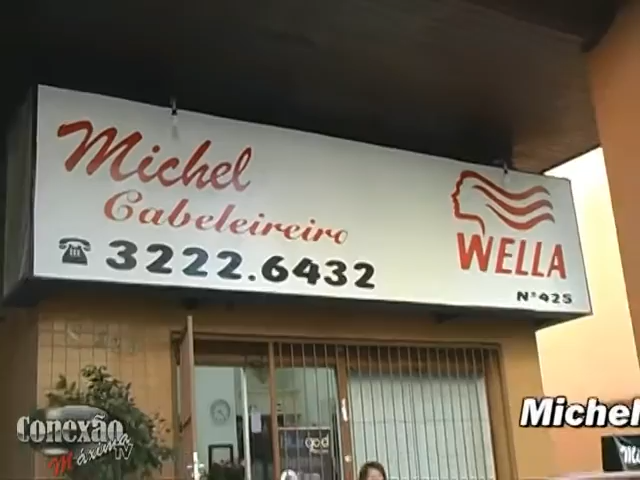 Michel
Cabeleireiro
3222.6432
WELLA
Nº425
Michel
Conexão
Máxima
TV